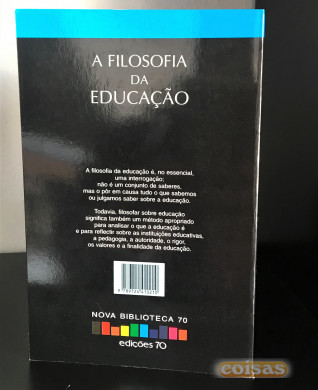 A FILOSOFIA
DA
EDUCAÇÃO
A filosofia da educação é, no essencial,
uma interrogação;
não é um conjunto de saberes,
mas o pôr em causa tudo o que sabemos
ou julgamos saber sobre a educação.
Todavia, filosofar sobre educação
significa também um método apropriado
para analisar o que a educação é
e para reflectir sobre as instituições educativas,
a pedagogia, a autoridade, o rigor,
os valores e a finalidade da educação.
NOVA BIBLIOTECA 70
edições 70
coisas